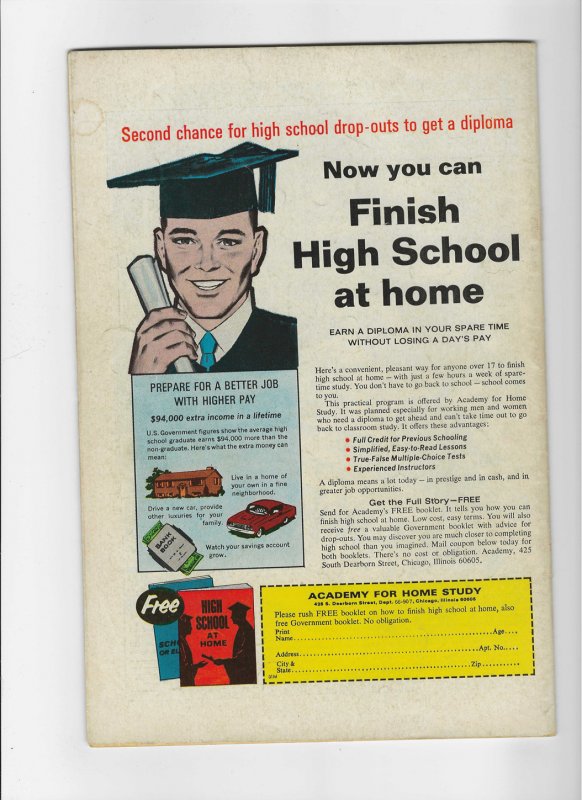 Second chance for high school drop-outs to get a diploma
Now you can
Finish
High School
at home
EARN A DIPLOMA IN YOUR SPARE TIME
WITHOUT LOSING A DAY'S PAY
Here's a convenient, pleasant way for anyone over 17 to finish
high school at home – with just a few hours a week of spare-
time study. You don't have to go back to school – school comes
to you.
This practical program is offered by Academy for Home
Study. It was planned especially for working men and women
who need a diploma to get ahead and can't take time out to go
back to classroom study. It offers these advantages:
• Full Credit for Previous Schooling
• Simplified, Easy-to-Read Lessons
• True-False Multiple-Choice Tests
• Experienced Instructors
A diploma means a lot today – in prestige and in cash, and in
greater job opportunities.
Get the Full Story–FREE
Send for Academy's FREE booklet. It tells you how you can
finish high school at home. Low cost, easy terms. You will also
receive free a valuable Government booklet with advice for
drop-outs. You may discover you are much closer to completing
high school than you imagined. Mail coupon below today for
both booklets. There's no cost or obligation. Academy, 425
South Dearborn Street, Chicago, Illinois 60605.
PREPARE FOR A BETTER JOB
WITH HIGHER PAY
$94,000 extra income in a lifetime
U.S. Government figures show the average high
school graduate earns $94,000 more than the
non-graduate. Here's what the extra money can
mean:
Live in a home of
your own in a fine
neighborhood.
Drive a new car, provide
other luxuries for your
family.
BANK
BOOK
Watch your savings account
grow.
Free
SCHO
OR EL
HIGH
SCHOOL
AT
HOME
ACADEMY FOR HOME STUDY
425 S. Dearborn Street, Dept. 66-907, Chicago, Illinois 60605
Please rush FREE booklet on how to finish high school at home, also
free Government booklet. No obligation.
Print
Name Age
Address Apt. No.
City &
State Zip